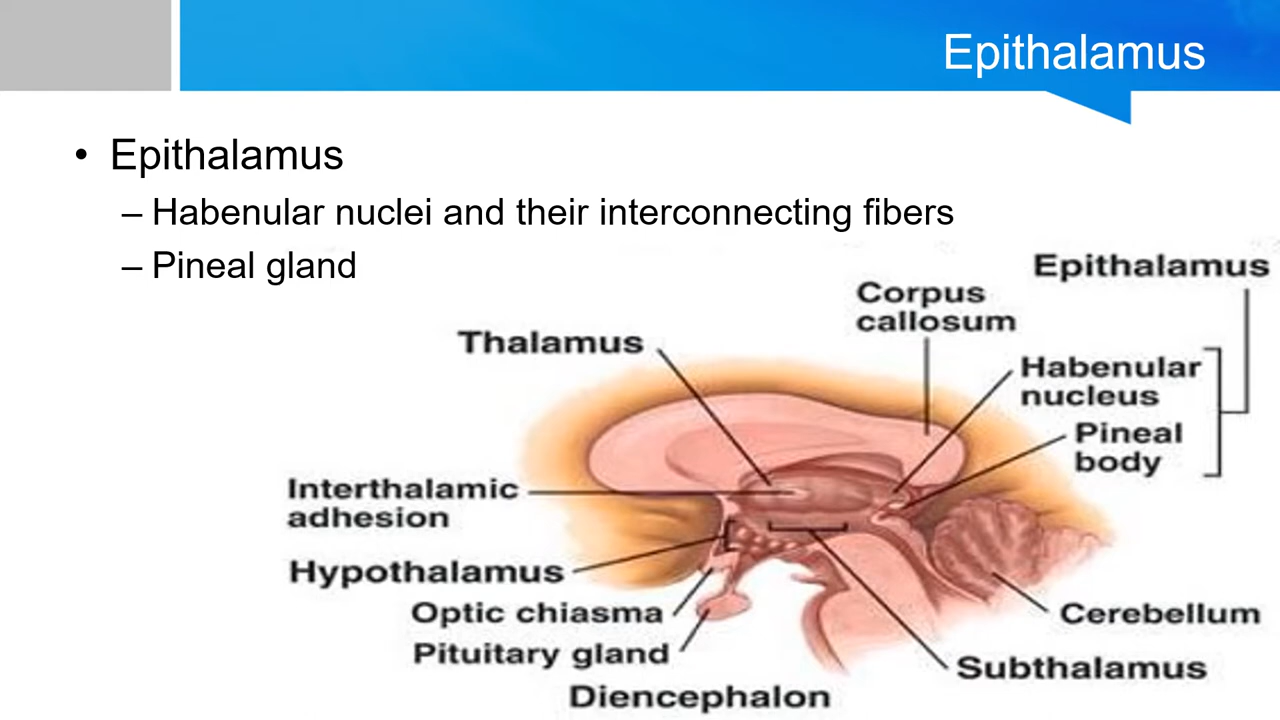 Epithalamus
• Epithalamus
– Habenular nuclei and their interconnecting fibers
– Pineal gland
Epithalamus
Corpus
callosum
Thalamus
Habenular
nucleus
Pineal
body
Interthalamic
adhesion
Hypothalamus
Optic chiasma
Cerebellum
Pituitary gland
Subthalamus
Diencephalon